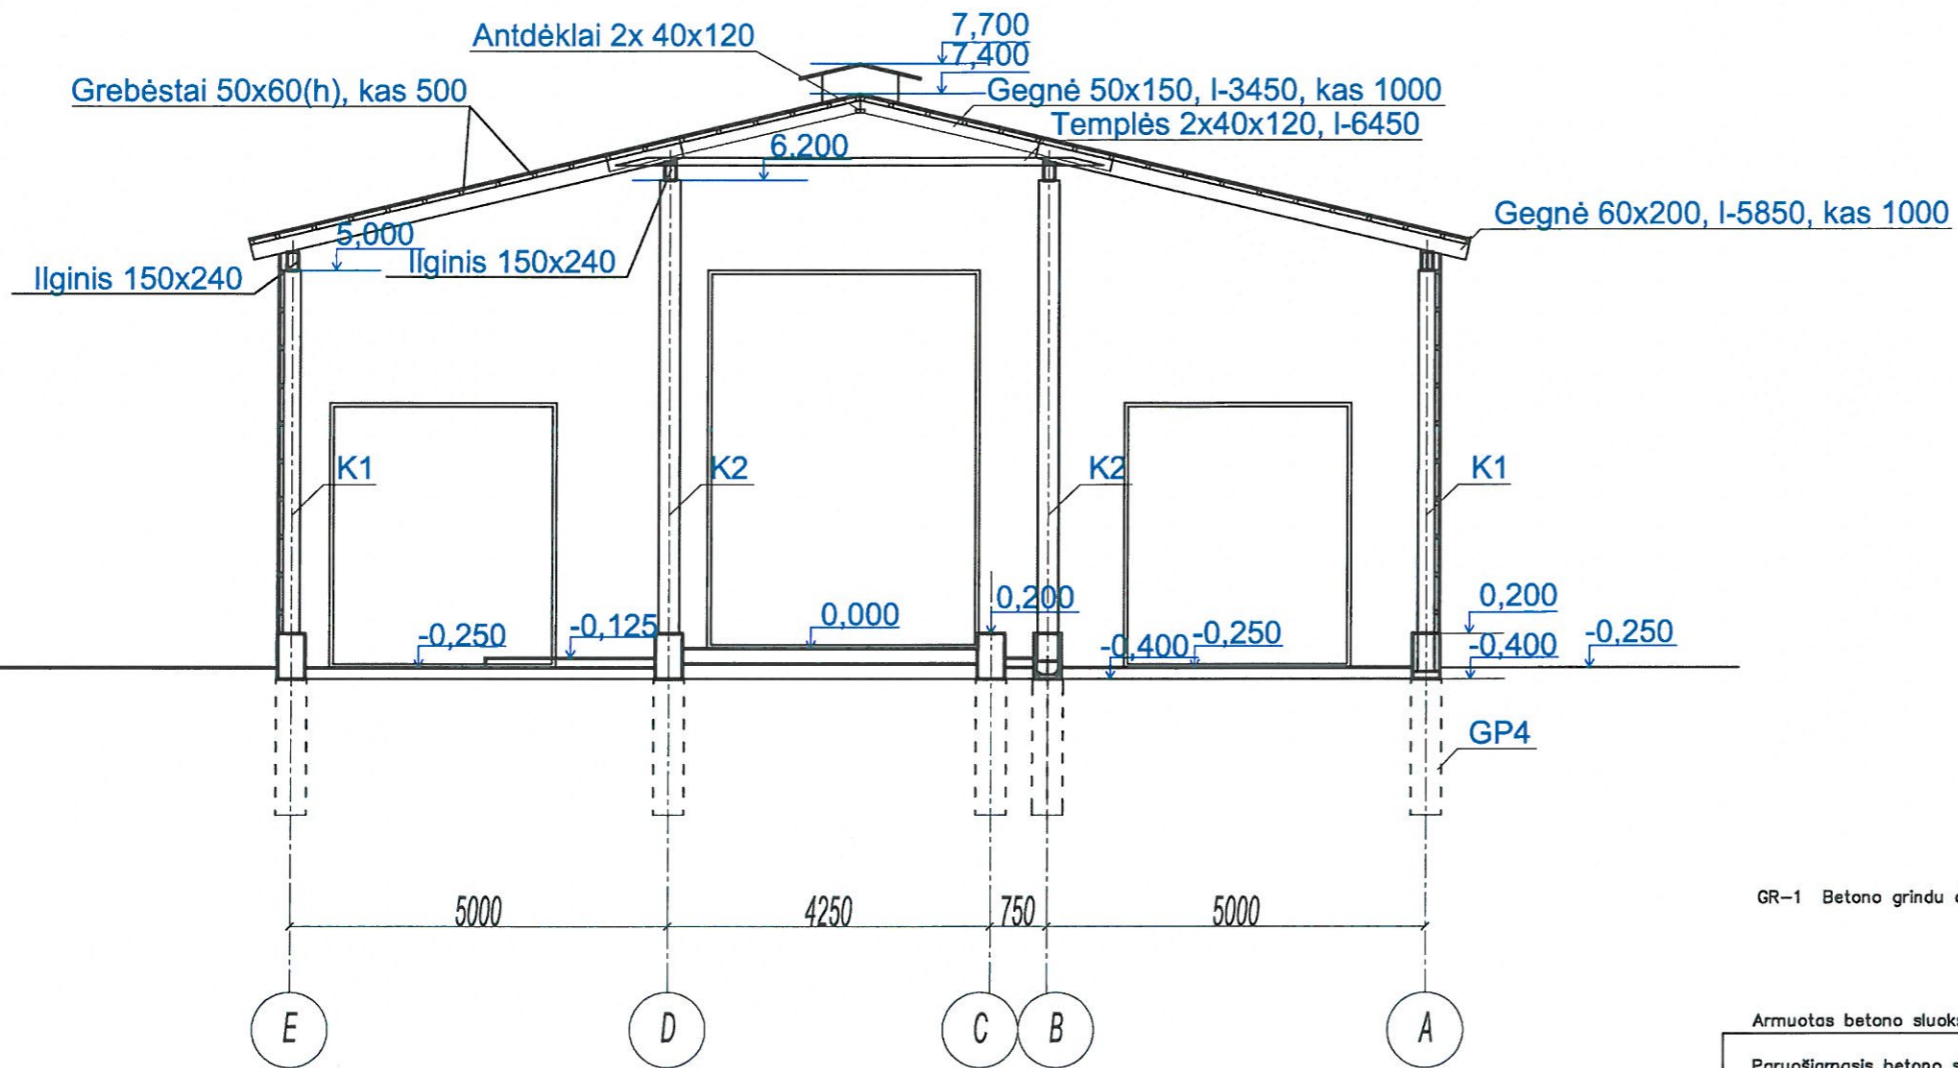 7,700
Antdėklai 2x 40x120
7,400
Grebėstai 50x60(h), kas 500
Gegnė 50x150, l-3450, kas 1000
Templės 2x40x120, l-6450
6,200
Gegnė 60x200, l-5850, kas 1000
5,000
Ilginis 150x240
Ilginis 150x240
K1
K2
K2
K1
-0,250
-0,125
0,000
0,200
-0,400
-0,250
0,200
-0,400
-0,250
GP4
5000
4250
750
5000
GR-1 Betono grindu
E
D
C
B
A
Armuotas betono
Paruošiamasis betono